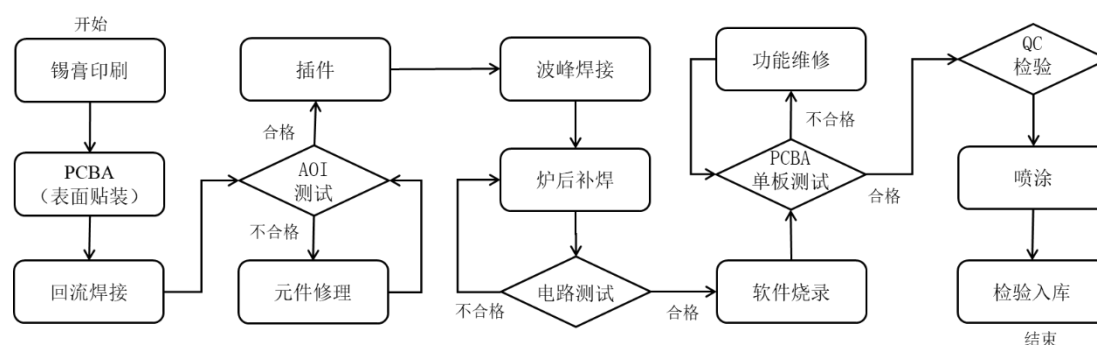 开始
锡膏印刷
PCBA
（表面贴装）
回流焊接
插件
合格
AOI
测试
不合格
元件修理
波峰焊接
炉后补焊
电路测试
不合格
合格
功能维修
不合格
PCBA
单板测试
合格
软件烧录
QC
检验
喷涂
检验入库
结束